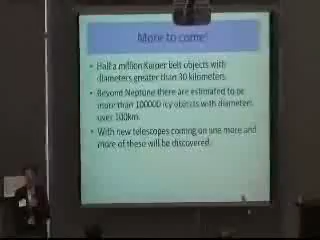 More to come!
• Half a million Kuiper belt objects with
diameters greater than 30 kilometers.
• Beyond Neptune there are estimated to be
more than 100000 icy objects with diameters
over 100km.
• With new telescopes coming on line more and
more of these will be discovered.